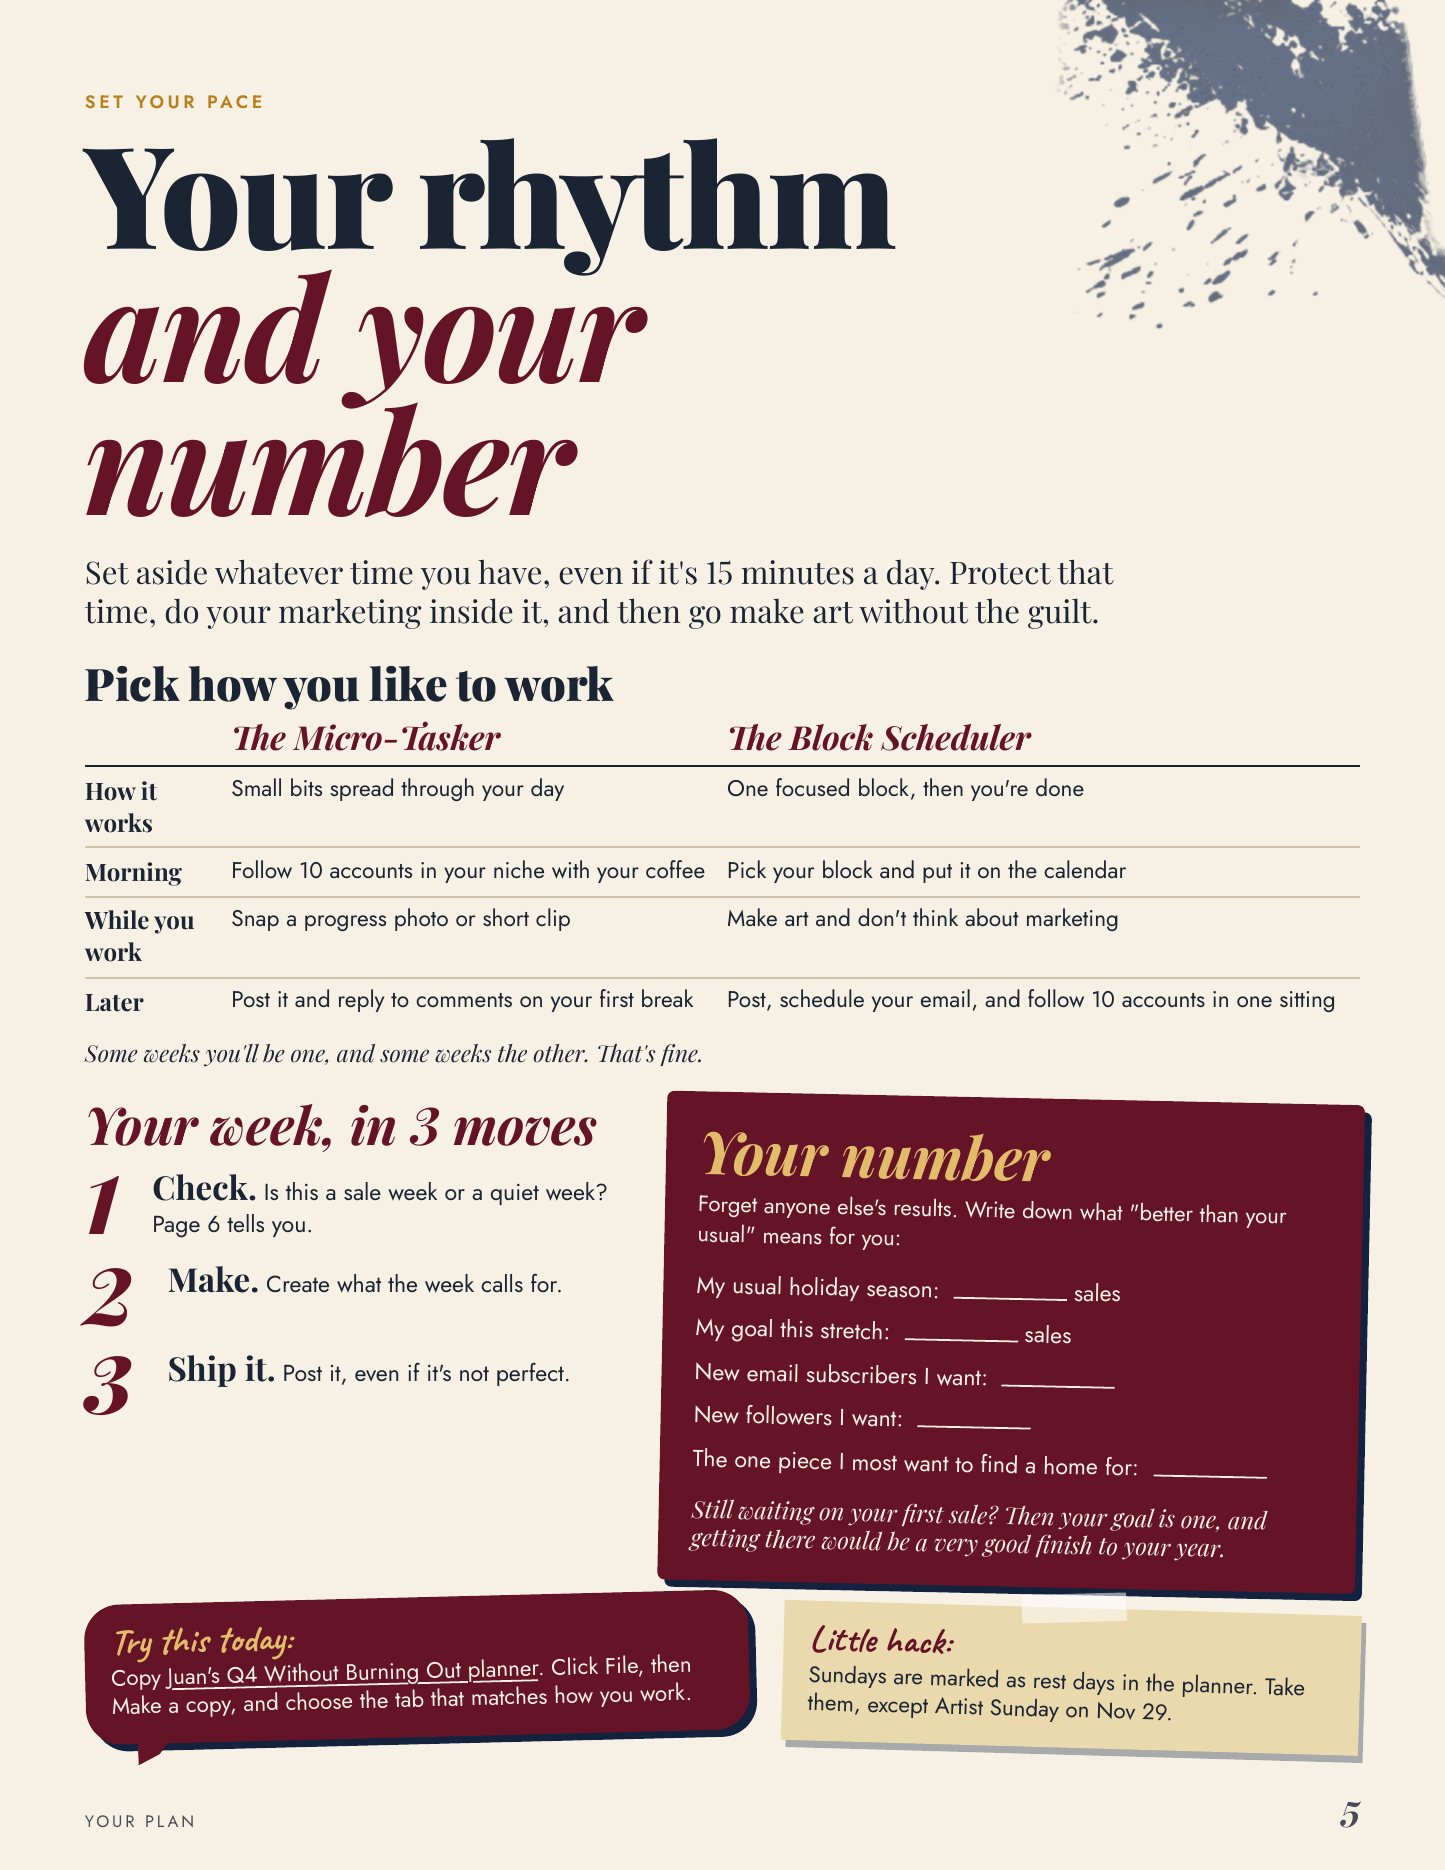 SET YOUR PACE
Your rhythm
and your
number
Set aside whatever time you have, even if it's 15 minutes a day. Protect that
time, do your marketing inside it, and then go make art without the guilt.
Pick how you like to work
The Micro-Tasker The Block Scheduler
How it works Small bits spread through your day One focused block, then you're done
Morning Follow 10 accounts in your niche with your coffee Pick your block and put it on the calendar
While you work Snap a progress photo or short clip Make art and don't think about marketing
Later Post it and reply to comments on your first break Post, schedule your email, and follow 10 accounts in one sitting
Some weeks you'll be one, and some weeks the other. That's fine.
Your week, in 3 moves
1 Check. Is this a sale week or a quiet week?
Page 6 tells you.
2 Make. Create what the week calls for.
3 Ship it. Post it, even if it's not perfect.
Your number
Forget anyone else's results. Write down what "better than your
usual" means for you:
My usual holiday season: __________ sales
My goal this stretch: __________ sales
New email subscribers I want: __________
New followers I want: __________
The one piece I most want to find a home for: __________
Still waiting on your first sale? Then your goal is one, and
getting there would be a very good finish to your year.
Try this today:
Copy Juan's Q4 Without Burning Out planner. Click File, then
Make a copy, and choose the tab that matches how you work.
Little hack:
Sundays are marked as rest days in the planner. Take
them, except Artist Sunday on Nov 29.
YOUR PLAN
5